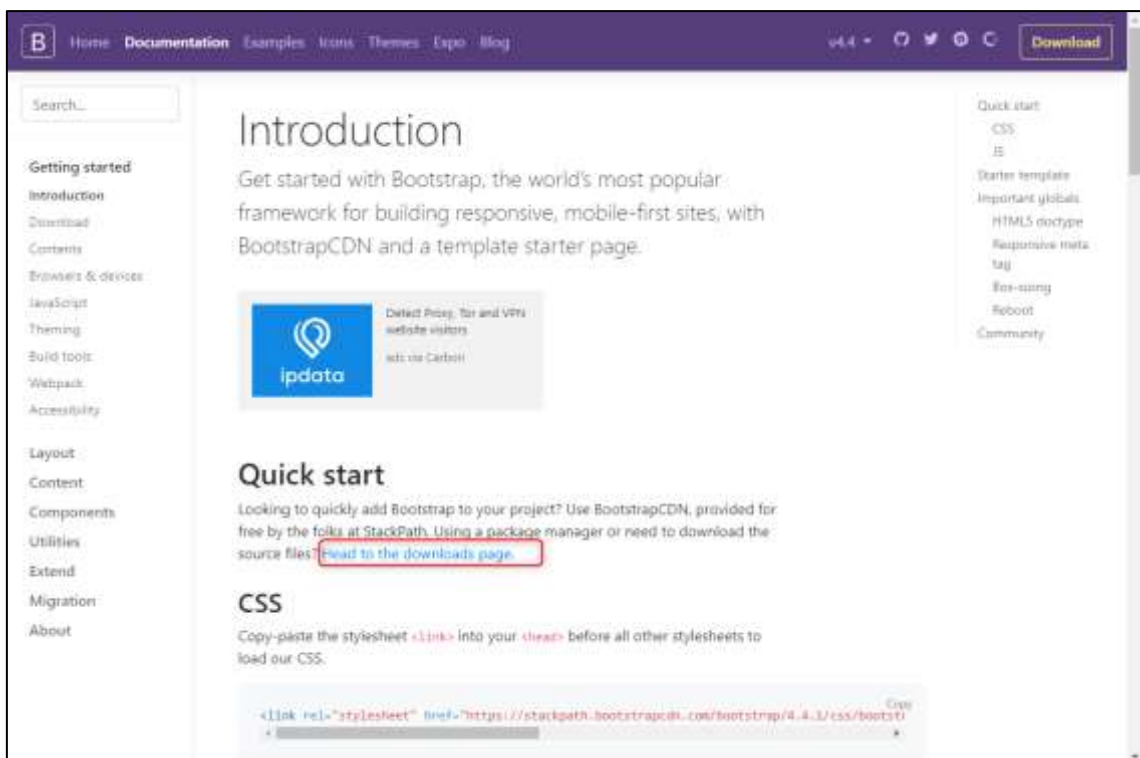 B Home Documentation Examples Icons Themes Expo Blog v4.4 Download
Search...
Getting started
Introduction
Download
Contents
Browsers & devices
JavaScript
Theming
Build tools
Webpack
Accessibility
Layout
Content
Components
Utilities
Extend
Migration
About
Introduction
Get started with Bootstrap, the world's most popular
framework for building responsive, mobile-first sites, with
BootstrapCDN and a template starter page.
ipdata
Detect Proxy, Tor and VPN
website visitors
ads via Carbon
Quick start
Looking to quickly add Bootstrap to your project? Use BootstrapCDN, provided for
free by the folks at StackPath. Using a package manager or need to download the
source files? Head to the downloads page.
CSS
Copy-paste the stylesheet <link> into your <head> before all other stylesheets to
load our CSS.
Copy
<link rel="stylesheet" href="https://stackpath.bootstrapcdn.com/bootstrap/4.4.1/css/bootst
Quick start
CSS
JS
Starter template
Important globals
HTML5 doctype
Responsive meta
tag
Box-sizing
Reboot
Community